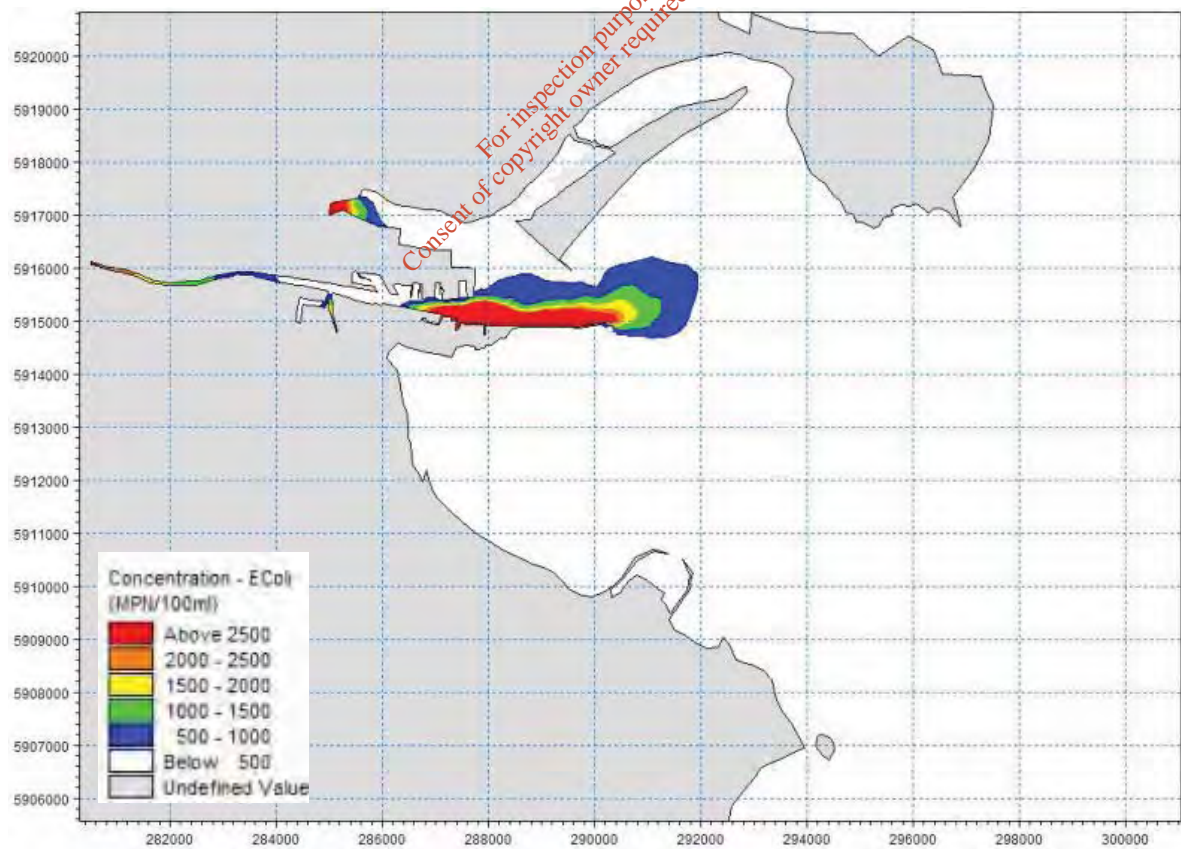 For inspection purpo
Consent of copyright owner required
5920000
5919000
5918000
5917000
5916000
5915000
5914000
5913000
5912000
5911000
5910000
5909000
5908000
5907000
5906000
Concentration - EColi
(MPN/100ml)
Above 2500
2000 - 2500
1500 - 2000
1000 - 1500
500 - 1000
Below 500
Undefined Value
282000 284000 286000 288000 290000 292000 294000 296000 298000 300000